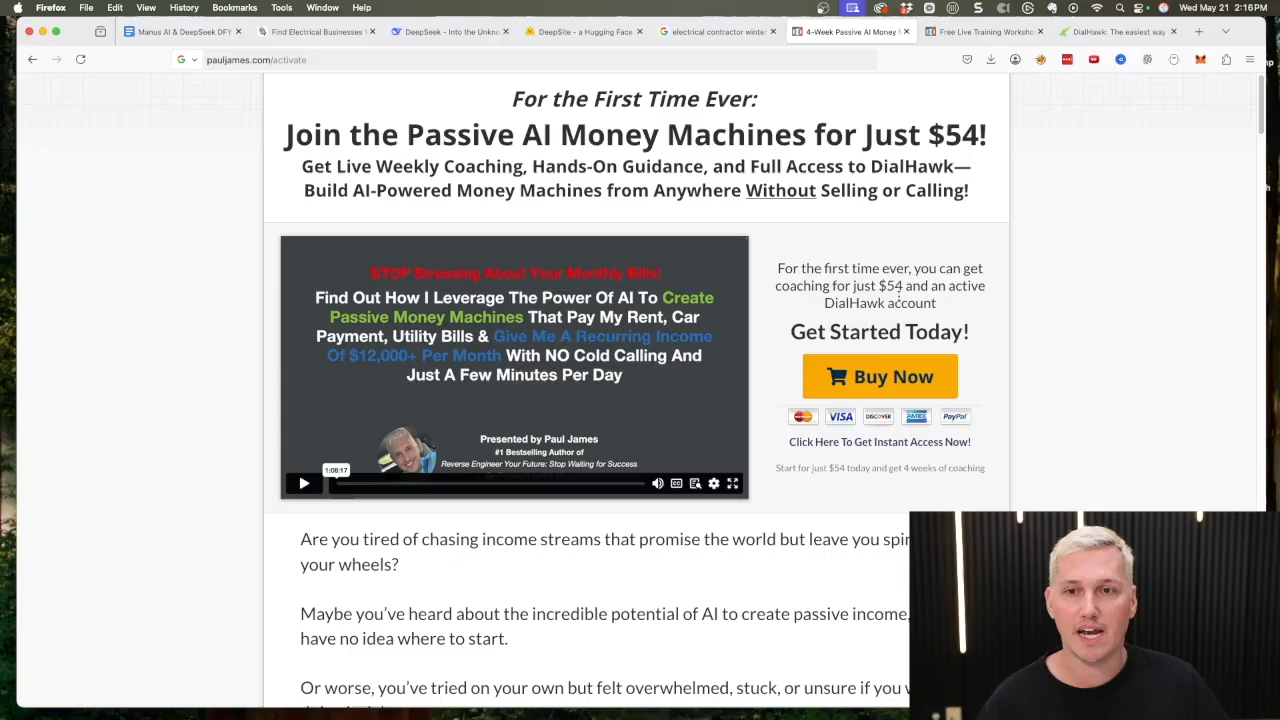 Firefox File Edit View History Bookmarks Profiles Tools Window Help
Wed May 21 2:16 PM
Manus AI & DeepSeek DFY
Find Electrical Businesses
DeepSeek - Into the Unkno
DeepSite - a Hugging Face
electrical contractor winte
4-Week Passive AI Money
Free Live Training Worksho
DialHawk: The easiest way
pauljames.com/activate
For the First Time Ever:
Join the Passive AI Money Machines for Just $54!
Get Live Weekly Coaching, Hands-On Guidance, and Full Access to DialHawk—
Build AI-Powered Money Machines from Anywhere Without Selling or Calling!
STOP Stressing About Your Monthly Bills!
Find Out How I Leverage The Power Of AI To Create
Passive Money Machines That Pay My Rent, Car
Payment, Utility Bills & Give Me A Recurring Income
Of $12,000+ Per Month With NO Cold Calling And
Just A Few Minutes Per Day
Presented by Paul James
#1 Bestselling Author of
Reverse Engineer Your Future: Stop Waiting for Success
1:08:17
For the first time ever, you can get
coaching for just $54 and an active
DialHawk account
Get Started Today!
Buy Now
VISA DISCOVER AMEX PayPal
Click Here To Get Instant Access Now!
Start for just $54 today and get 4 weeks of coaching
Are you tired of chasing income streams that promise the world but leave you spin
your wheels?
Maybe you've heard about the incredible potential of AI to create passive income,
have no idea where to start.
Or worse, you've tried on your own but felt overwhelmed, stuck, or unsure if you